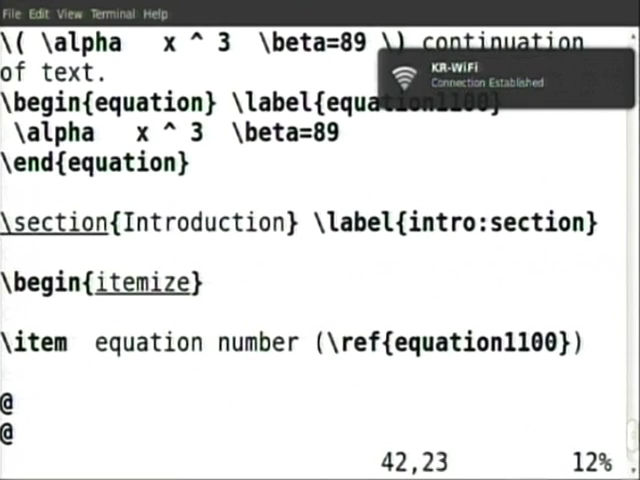 File Edit View Terminal Help
\( \alpha   x ^ 3  \beta=89 \) continuation
of text.
KR-WiFi
Connection Established
\begin{equation} \label{equation1100}
\alpha   x ^ 3  \beta=89
\end{equation}
\section{Introduction} \label{intro:section}
\begin{itemize}
\item  equation number (\ref{equation1100})
@
@
42,23 12%